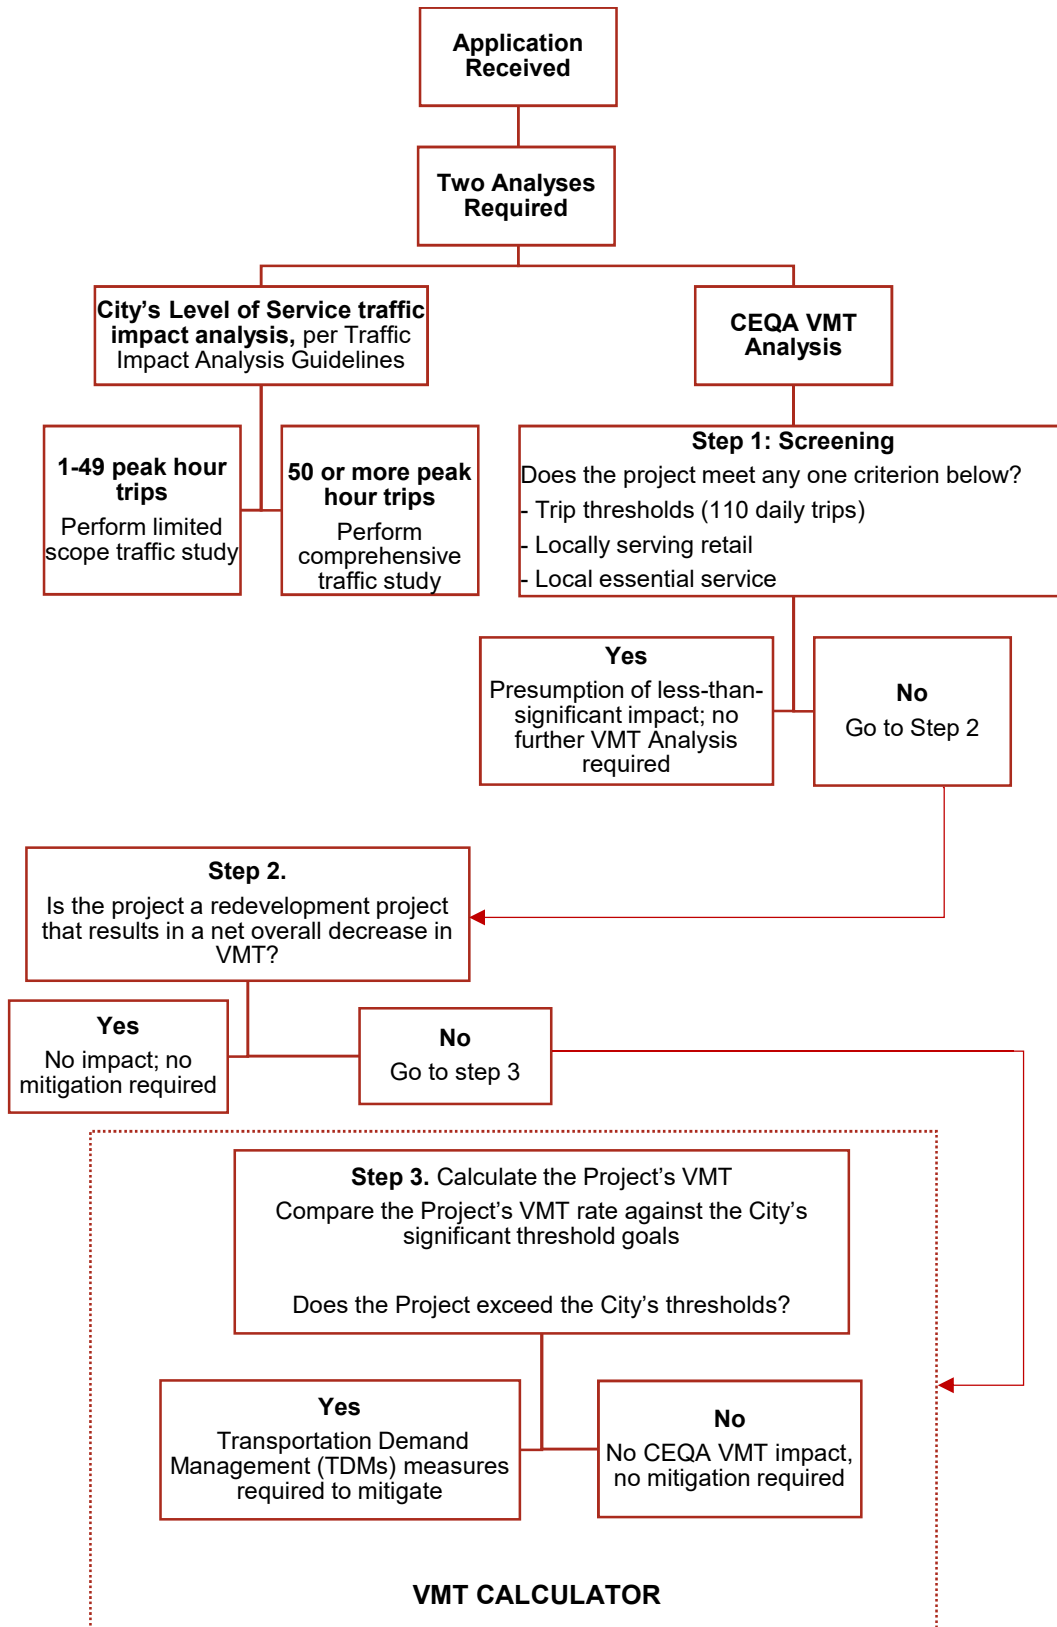 Application
Received
Two Analyses
Required
City's Level of Service traffic
impact analysis, per Traffic
Impact Analysis Guidelines
CEQA VMT
Analysis
1-49 peak hour
trips
Perform limited
scope traffic study
50 or more peak
hour trips
Perform
comprehensive
traffic study
Step 1: Screening
Does the project meet any one criterion below?
- Trip thresholds (110 daily trips)
- Locally serving retail
- Local essential service
Yes
Presumption of less-than-
significant impact; no
further VMT Analysis
required
No
Go to Step 2
Step 2.
Is the project a redevelopment project
that results in a net overall decrease in
VMT?
Yes
No impact; no
mitigation required
No
Go to step 3
Step 3. Calculate the Project's VMT
Compare the Project's VMT rate against the City's
significant threshold goals
Does the Project exceed the City's thresholds?
Yes
Transportation Demand
Management (TDMs) measures
required to mitigate
No
No CEQA VMT impact,
no mitigation required
VMT CALCULATOR